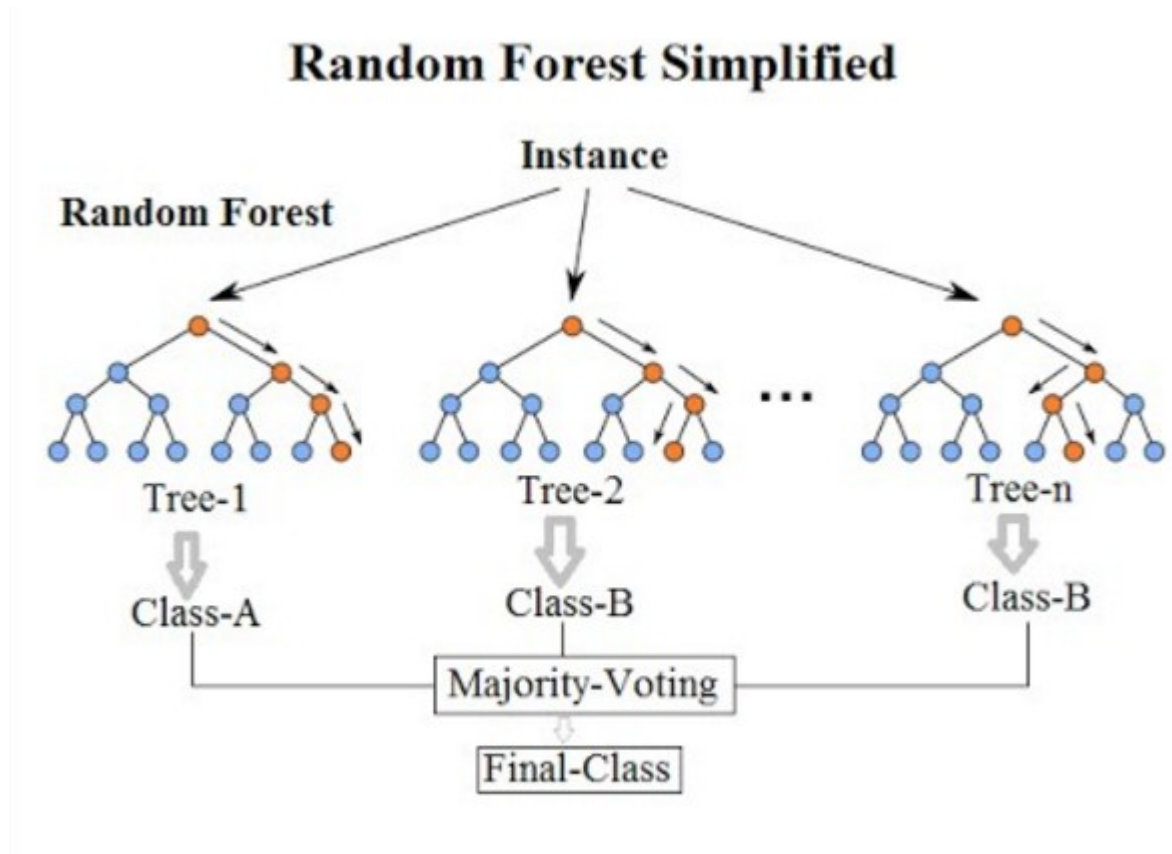 Random Forest Simplified
Instance
Random Forest
...
Tree-1
Tree-2
Tree-n
Class-A
Class-B
Class-B
Majority-Voting
Final-Class